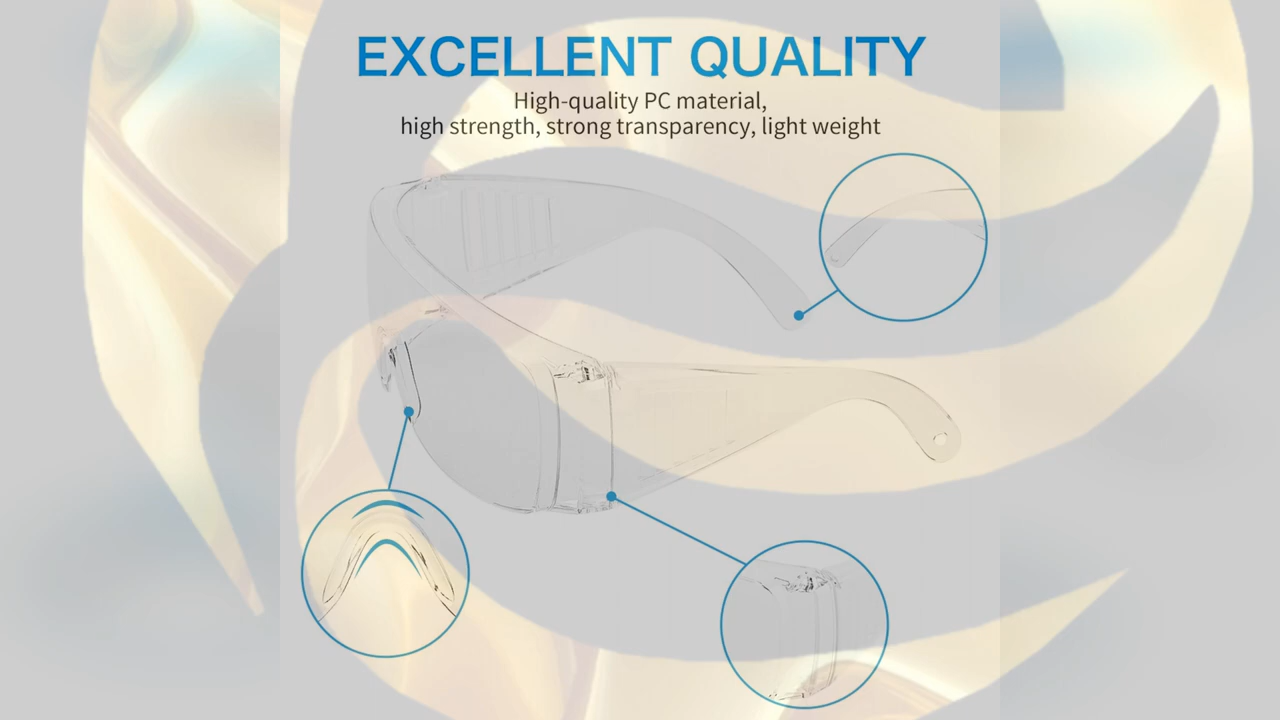 EXCELLENT QUALITY
High-quality PC material,
high strength, strong transparency, light weight